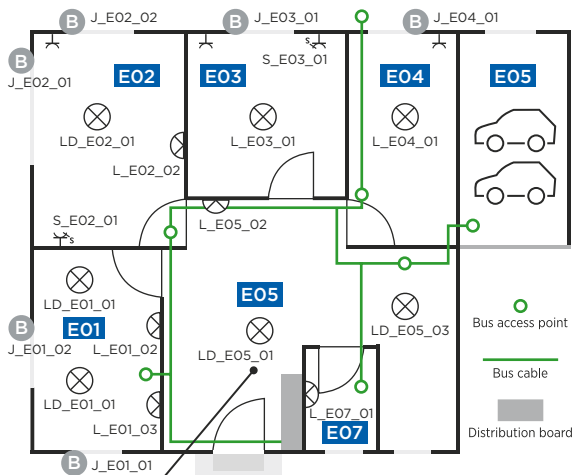 B J_E02_02
B J_E03_01
B J_E04_01
B
J_E02_01
S_E03_01
s
E02
E03
E04
E05
LD_E02_01
L_E03_01
L_E04_01
L_E02_02
S_E02_01
s
L_E05_02
LD_E01_01
E05
E01
B
J_E01_02
L_E01_02
LD_E05_01
LD_E05_03
Bus access point
Bus cable
LD_E01_01
L_E01_03
L_E07_01
E07
Distribution board
B J_E01_01